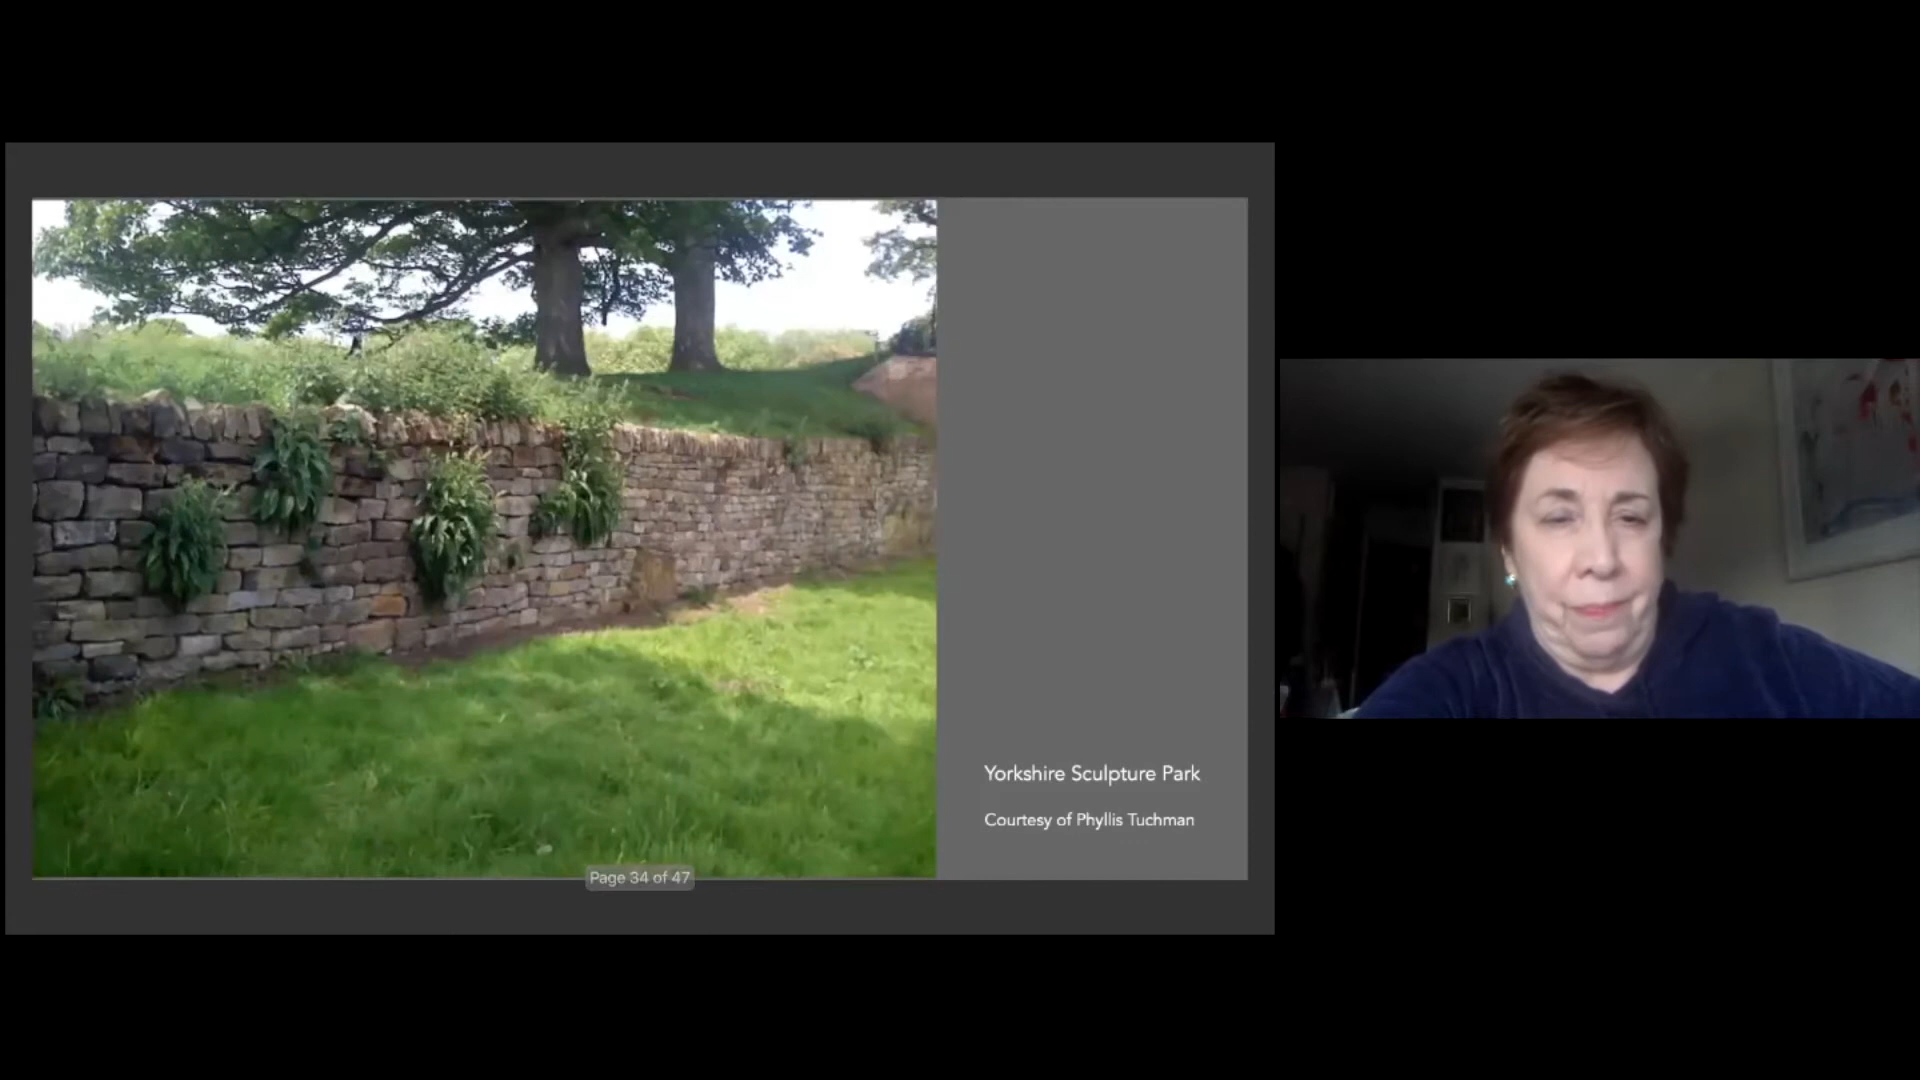 Yorkshire Sculpture Park
Courtesy of Phyllis Tuchman
Page 34 of 47